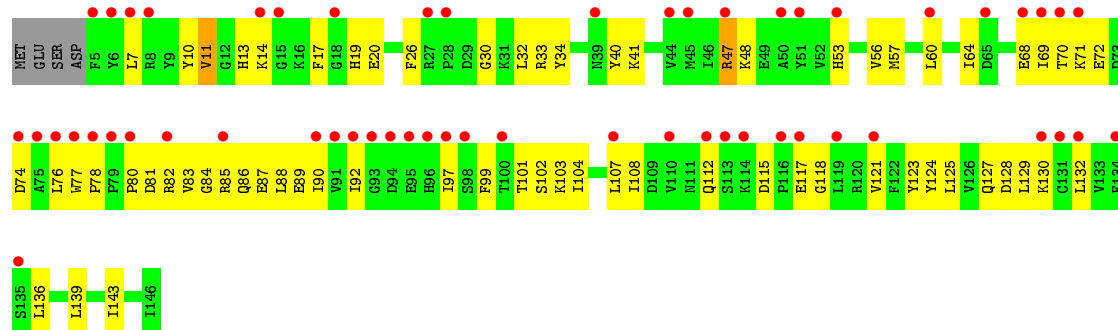 MET GLU SER ASP F5 Y6 L7 R8 Y9 Y10 V11 G12 H13 K14 G15 K16 F17 G18 H19 E20 F26 R27 P28 D29 G30 K31 L32 R33 Y34 N39 Y40 K41 V44 M45 I46 R47 K48 E49 A50 Y51 V52 H53 V56 M57 L60 I64 D65 E68 I69 T70 K71 E72 D73
D74 A75 L76 W77 P78 P79 P80 D81 R82 V83 G84 R85 Q86 E87 L88 E89 I90 V91 I92 G93 D94 E95 H96 I97 S98 F99 T100 T101 S102 K103 I104 L107 I108 D109 V110 N111 Q112 S113 K114 D115 P116 E117 G118 L119 R120 V121 F122 Y123 Y124 L125 V126 Q127 D128 L129 K130 C131 L132 V133
S135 L136 L139 I143 I146